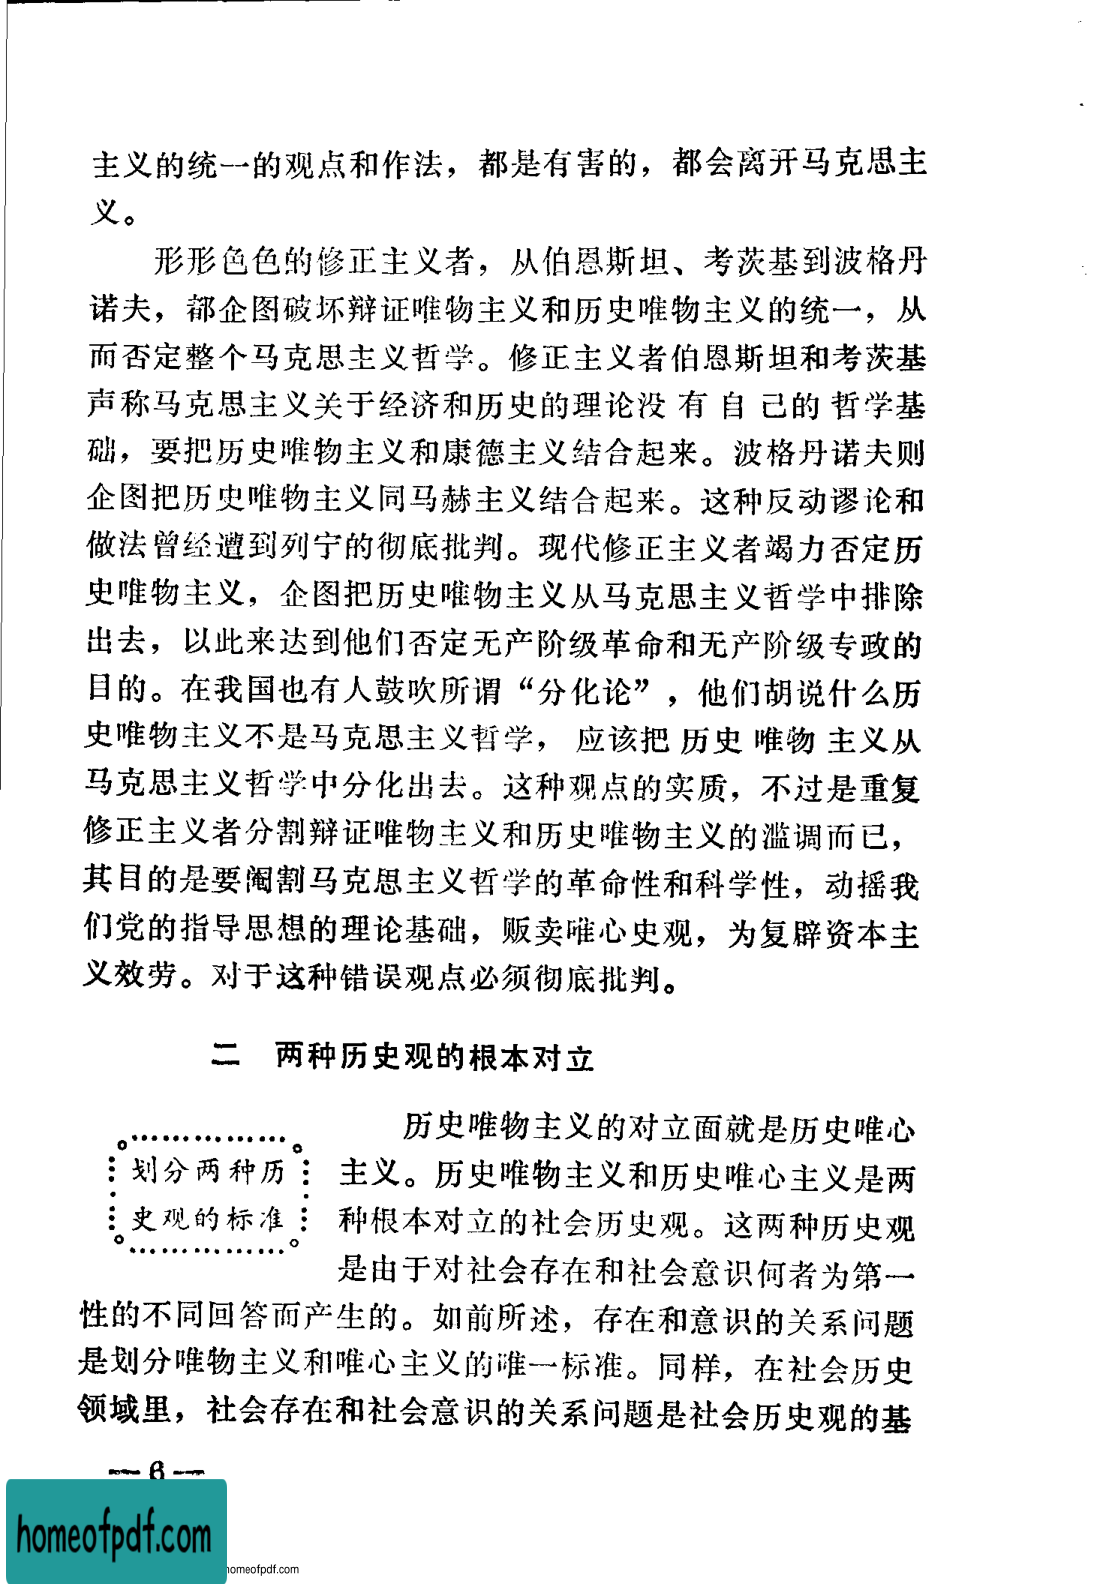 主义的统一的观点和作法，都是有害的，都会离开马克思主
义。
形形色色的修正主义者，从伯恩斯坦、考茨基到波格丹
诺夫，都企图破坏辩证唯物主义和历史唯物主义的统一，从
而否定整个马克思主义哲学。修正主义者伯恩斯坦和考茨基
声称马克思主义关于经济和历史的理论没有自己的哲学基
础，要把历史唯物主义和康德主义结合起来。波格丹诺夫则
企图把历史唯物主义同马赫主义结合起来。这种反动谬论和
做法曾经遭到列宁的彻底批判。现代修正主义者竭力否定历
史唯物主义，企图把历史唯物主义从马克思主义哲学中排除
出去，以此来达到他们否定无产阶级革命和无产阶级专政的
目的。在我国也有人鼓吹所谓“分化论”，他们胡说什么历
史唯物主义不是马克思主义哲学，应该把历史唯物主义从
马克思主义哲学中分化出去。这种观点的实质，不过是重复
修正主义者分割辩证唯物主义和历史唯物主义的滥调而已，
其目的是要阉割马克思主义哲学的革命性和科学性，动摇我
们党的指导思想的理论基础，贩卖唯心史观，为复辟资本主
义效劳。对于这种错误观点必须彻底批判。
二 两种历史观的根本对立
划分两种历
史观的标准
历史唯物主义的对立面就是历史唯心
主义。历史唯物主义和历史唯心主义是两
种根本对立的社会历史观。这两种历史观
是由于对社会存在和社会意识何者为第一
性的不同回答而产生的。如前所述，存在和意识的关系问题
是划分唯物主义和唯心主义的唯一标准。同样，在社会历史
领域里，社会存在和社会意识的关系问题是社会历史观的基
— 6 —
homeofpdf.com
homeofpdf.com